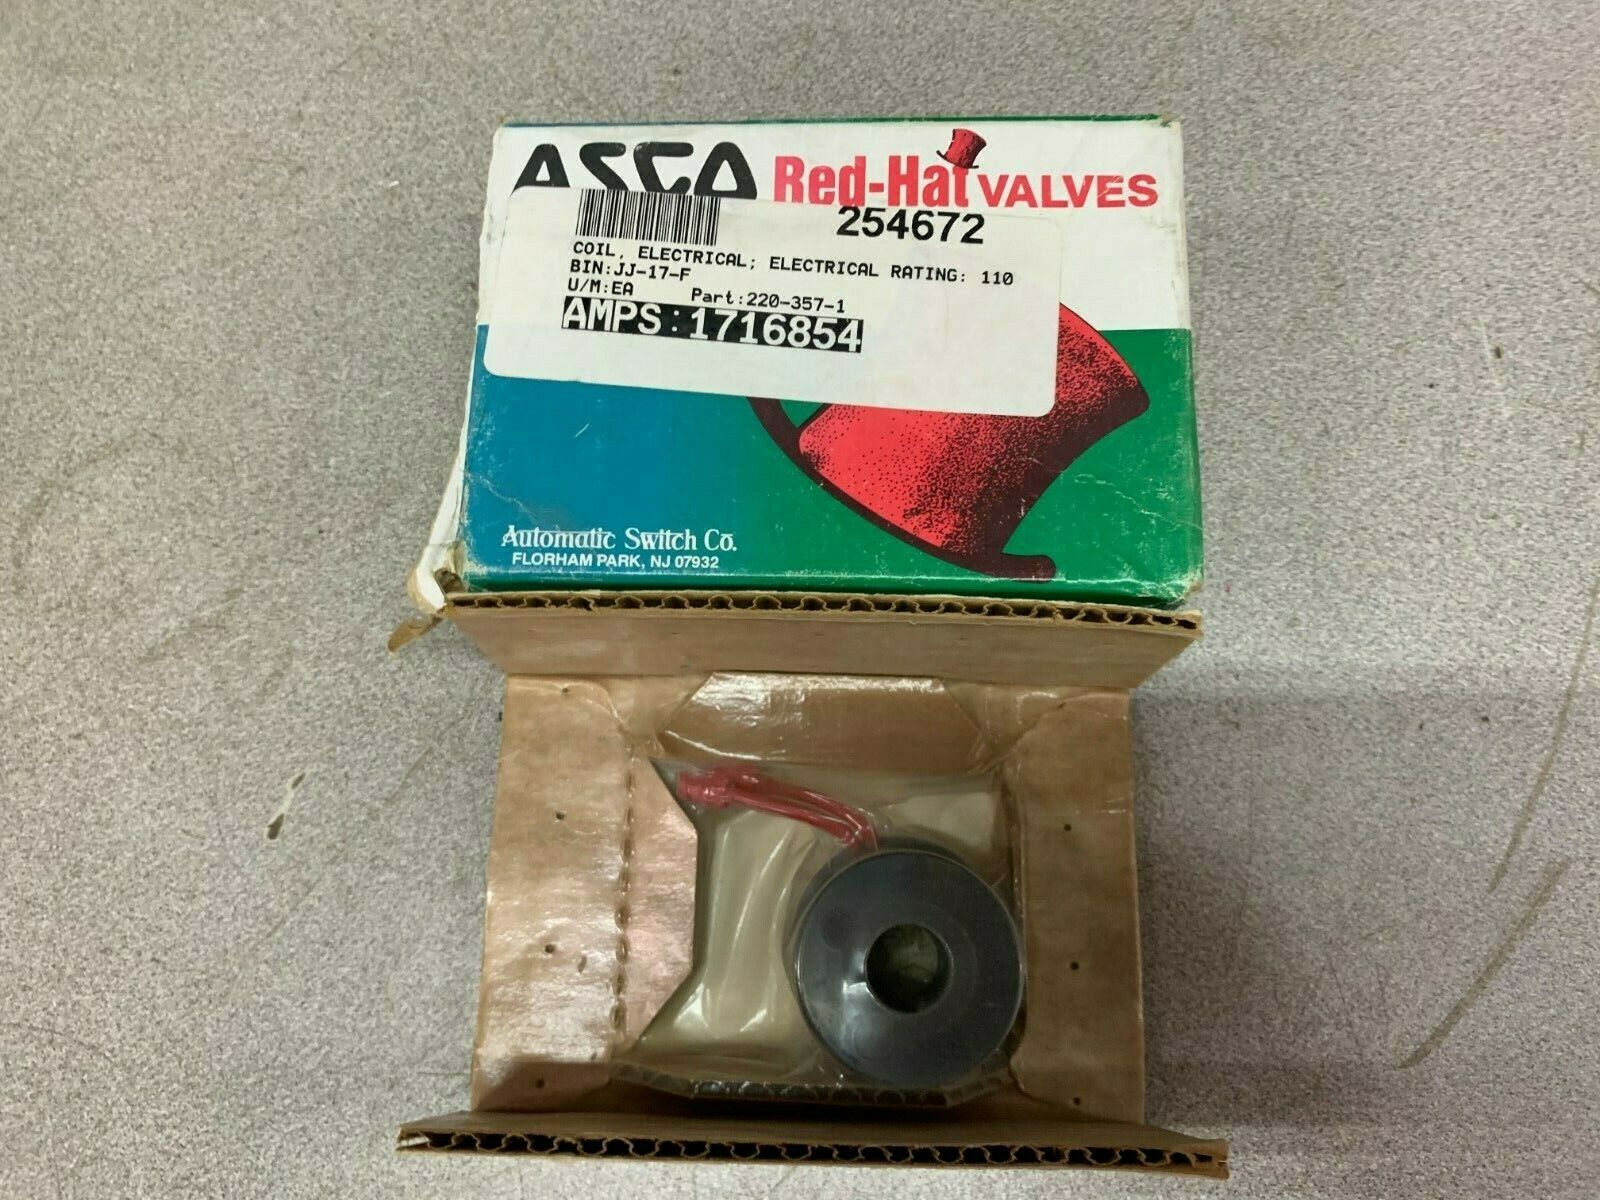 ASCO Red-Hat VALVES
254672
COIL, ELECTRICAL; ELECTRICAL RATING: 110
BIN:JJ-17-F
U/M:EA Part:220-357-1
AMPS:1716854
Automatic Switch Co.
FLORHAM PARK, NJ 07932